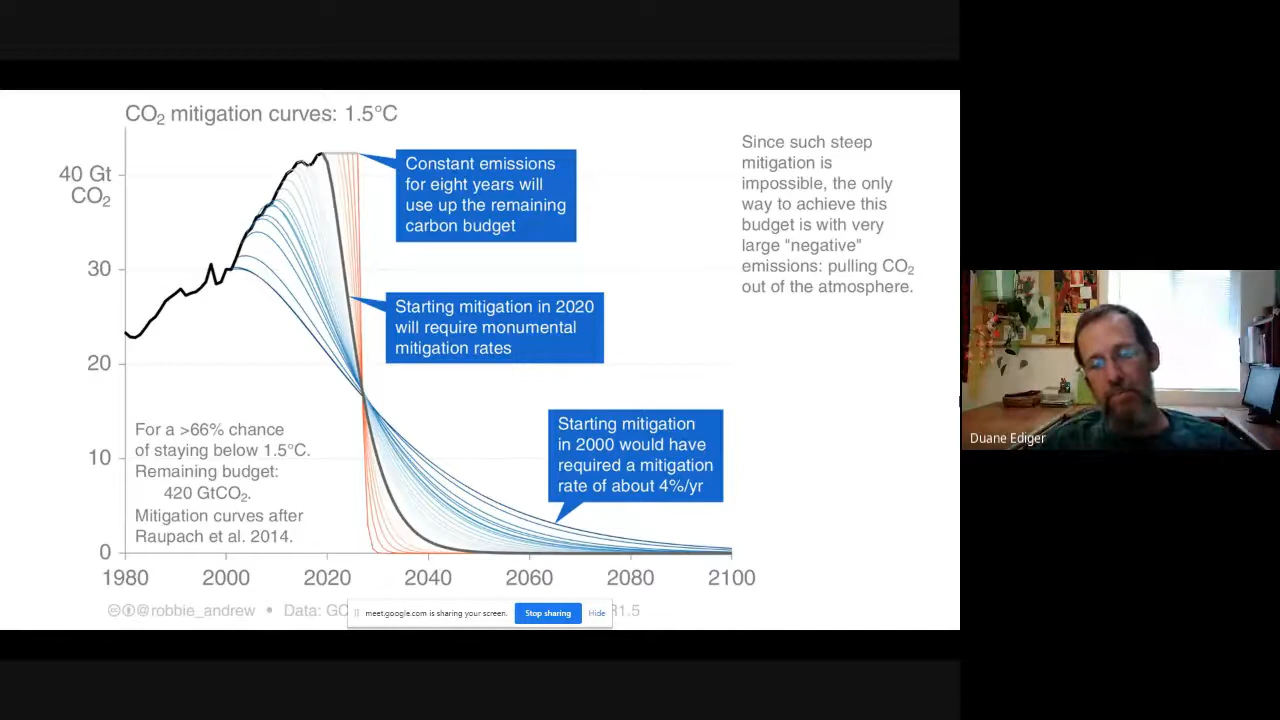 CO₂ mitigation curves: 1.5°C
40 Gt
CO₂
30
20
10
0
1980
2000
2020
2040
2060
2080
2100
Constant emissions
for eight years will
use up the remaining
carbon budget
Starting mitigation in 2020
will require monumental
mitigation rates
Starting mitigation
in 2000 would have
required a mitigation
rate of about 4%/yr
For a >66% chance
of staying below 1.5°C.
Remaining budget:
420 GtCO₂.
Mitigation curves after
Raupach et al. 2014.
Since such steep
mitigation is
impossible, the only
way to achieve this
budget is with very
large "negative"
emissions: pulling CO₂
out of the atmosphere.
@robbie_andrew • Data: GC
meet.google.com is sharing your screen.
Stop sharing
Hide
1.5
Duane Ediger